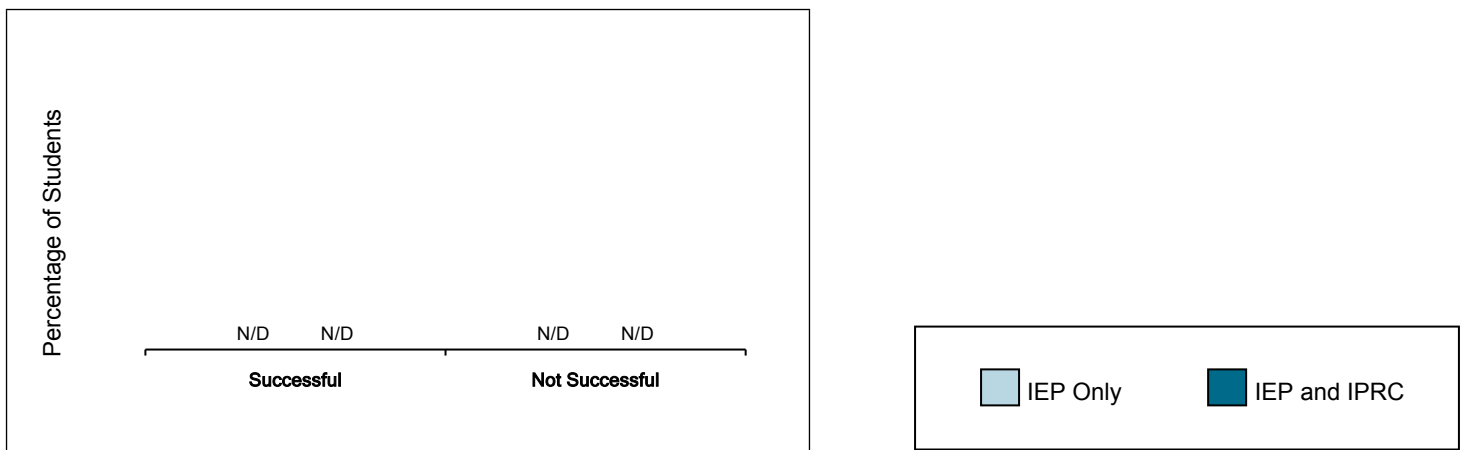 Percentage of Students
N/D N/D N/D N/D
Successful Not Successful
IEP Only IEP and IPRC